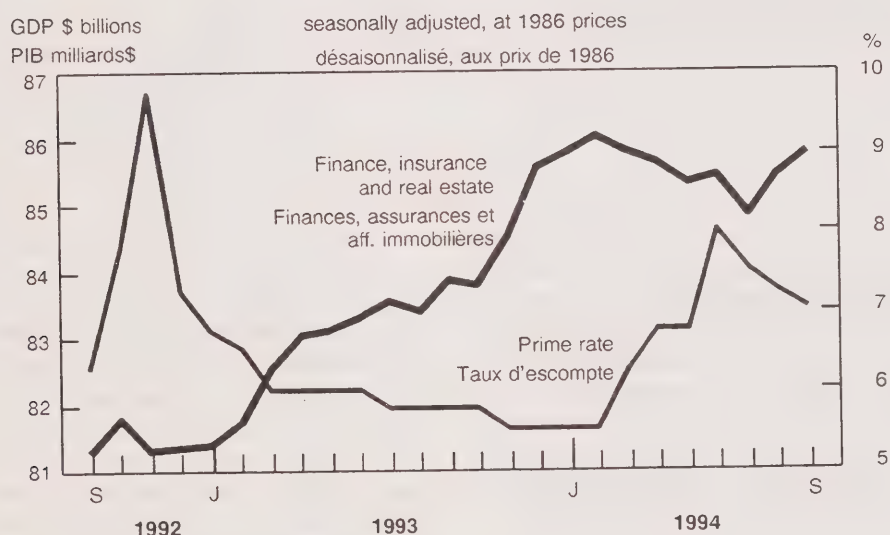 GDP $ billions
PIB milliards$
seasonally adjusted, at 1986 prices
désaisonnalisé, aux prix de 1986
%
87
86
85
84
83
82
81
10
9
8
7
6
5
Finance, insurance
and real estate
Finances, assurances et
aff. immobilières
Prime rate
Taux d'escompte
S
J
J
S
1992
1993
1994